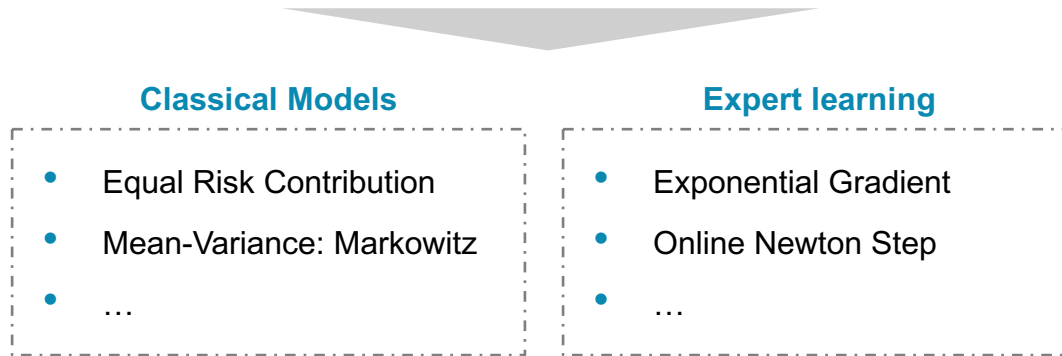 Classical Models
• Equal Risk Contribution
• Mean-Variance: Markowitz
• …
Expert learning
• Exponential Gradient
• Online Newton Step
• …